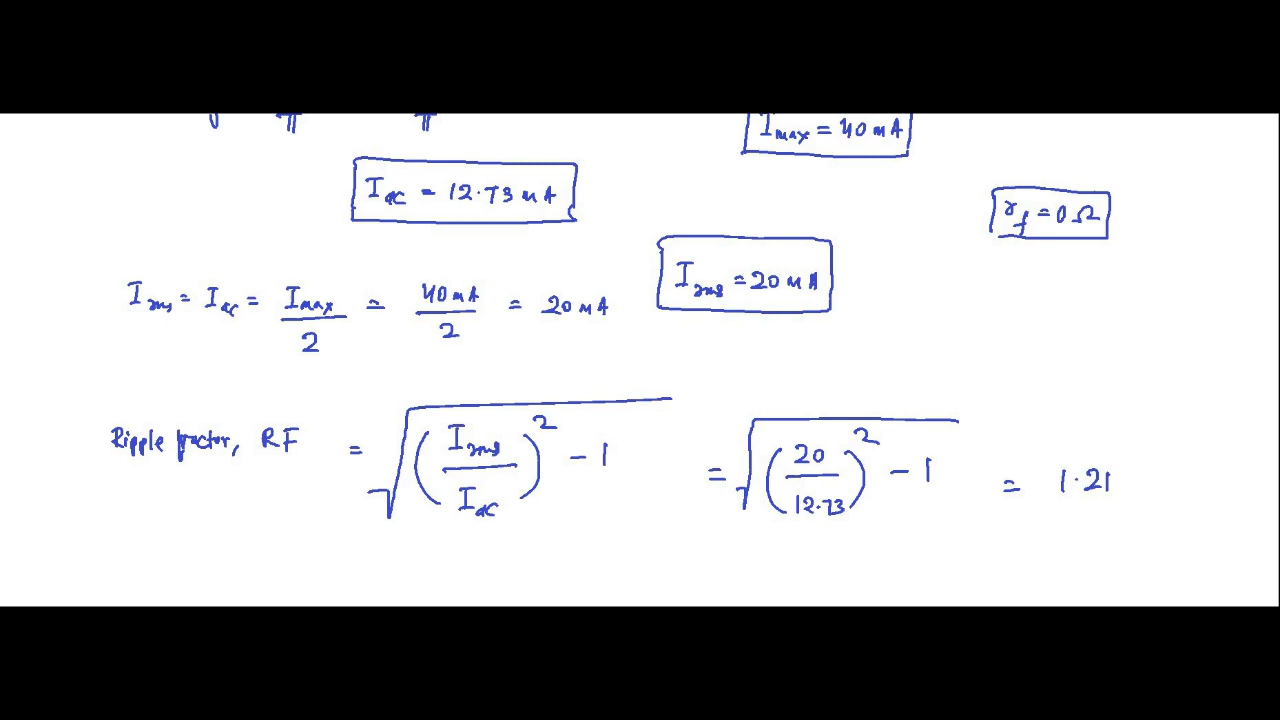 π π
I_max = 40 mA
I_dc = 12.73 mA
r_f = 0 Ω
I_rms = 20 mA
I_rms = I_ac = I_max / 2 = 40 mA / 2 = 20 mA
Ripple factor, RF = √((I_rms / I_dc)² - 1) = √((20 / 12.73)² - 1) = 1.21